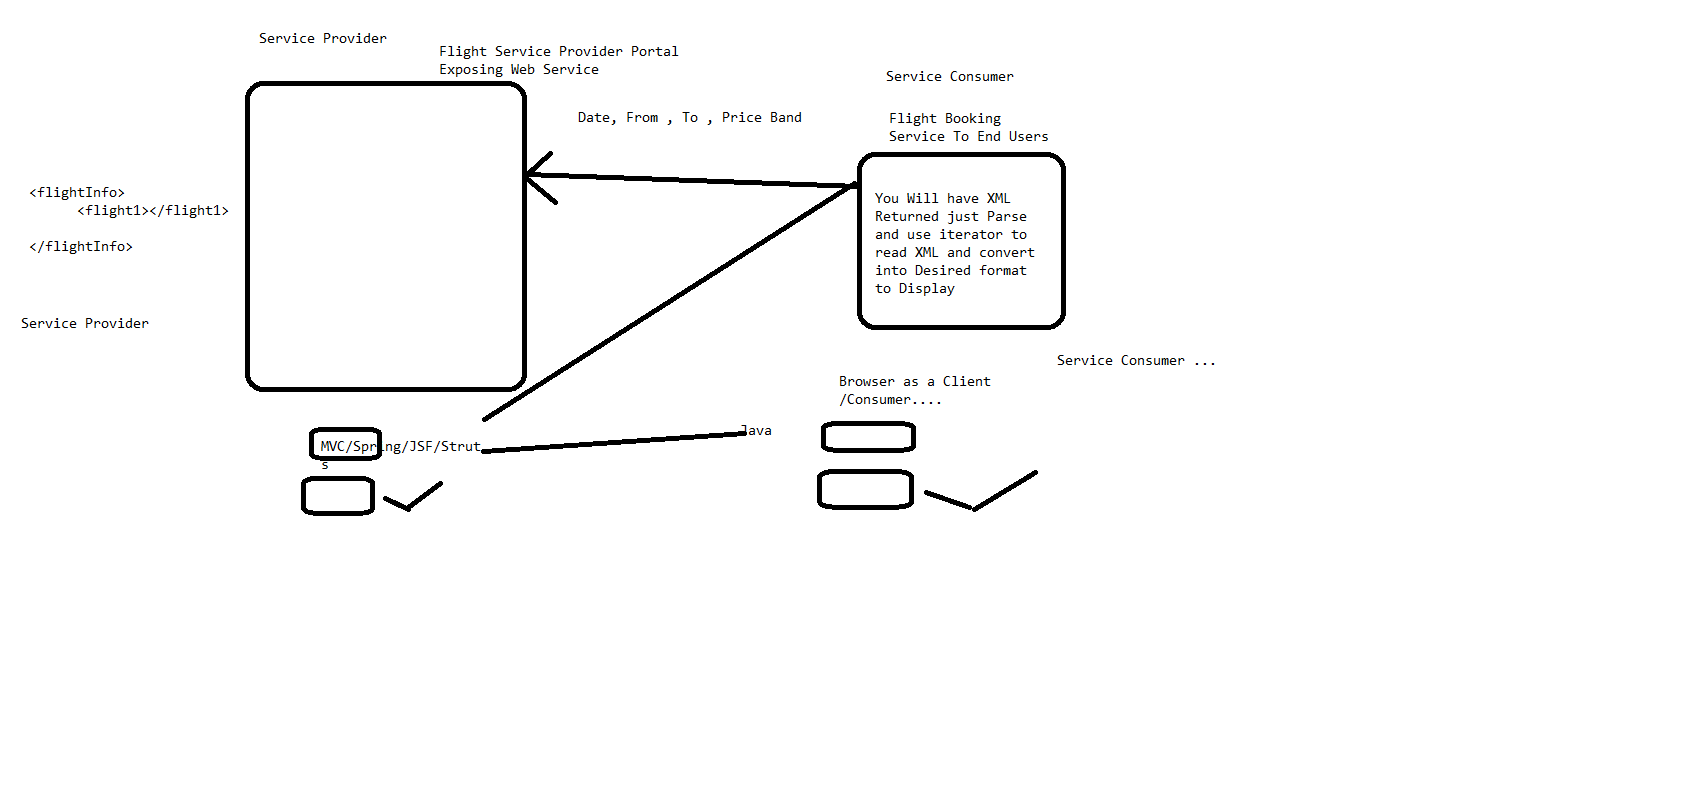 Service Provider
Flight Service Provider Portal
Exposing Web Service
Service Consumer
Date, From , To , Price Band
Flight Booking
Service To End Users
<flightInfo>
<flight1></flight1>
</flightInfo>
You Will have XML
Returned just Parse
and use iterator to
read XML and convert
into Desired format
to Display
Service Provider
Service Consumer ...
Browser as a Client
/Consumer....
Java
MVC/Spring/JSF/Strut
s